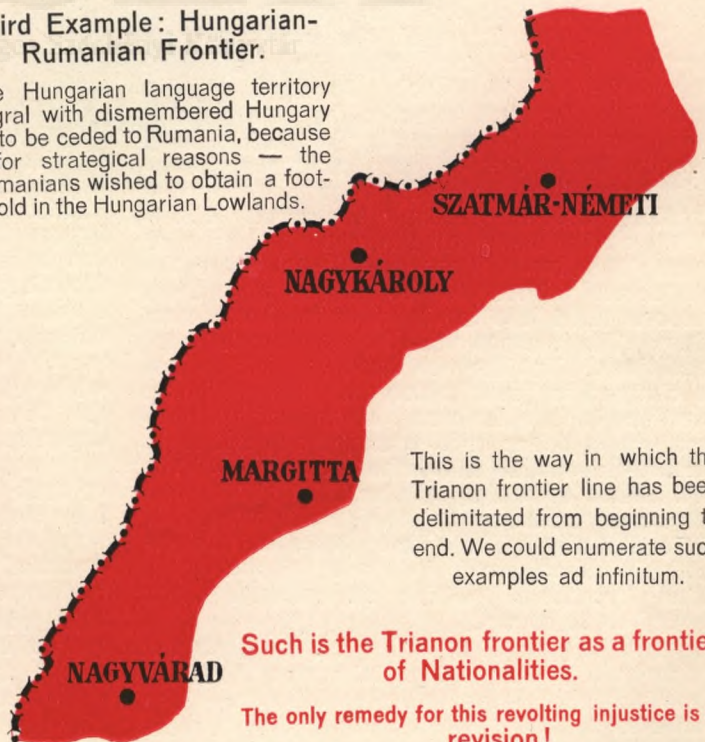 ird Example: Hungarian-
Rumanian Frontier.
e Hungarian language territory
gral with dismembered Hungary
to be ceded to Rumania, because
for strategical reasons — the
manians wished to obtain a foot-
old in the Hungarian Lowlands.
SZATMÁR-NÉMETI
NAGYKÁROLY
MARGITTA
This is the way in which th
Trianon frontier line has bee
delimitated from beginning t
end. We could enumerate suc
examples ad infinitum.
NAGYVÁRAD
Such is the Trianon frontier as a frontie
of Nationalities.
The only remedy for this revolting injustice is
revision!